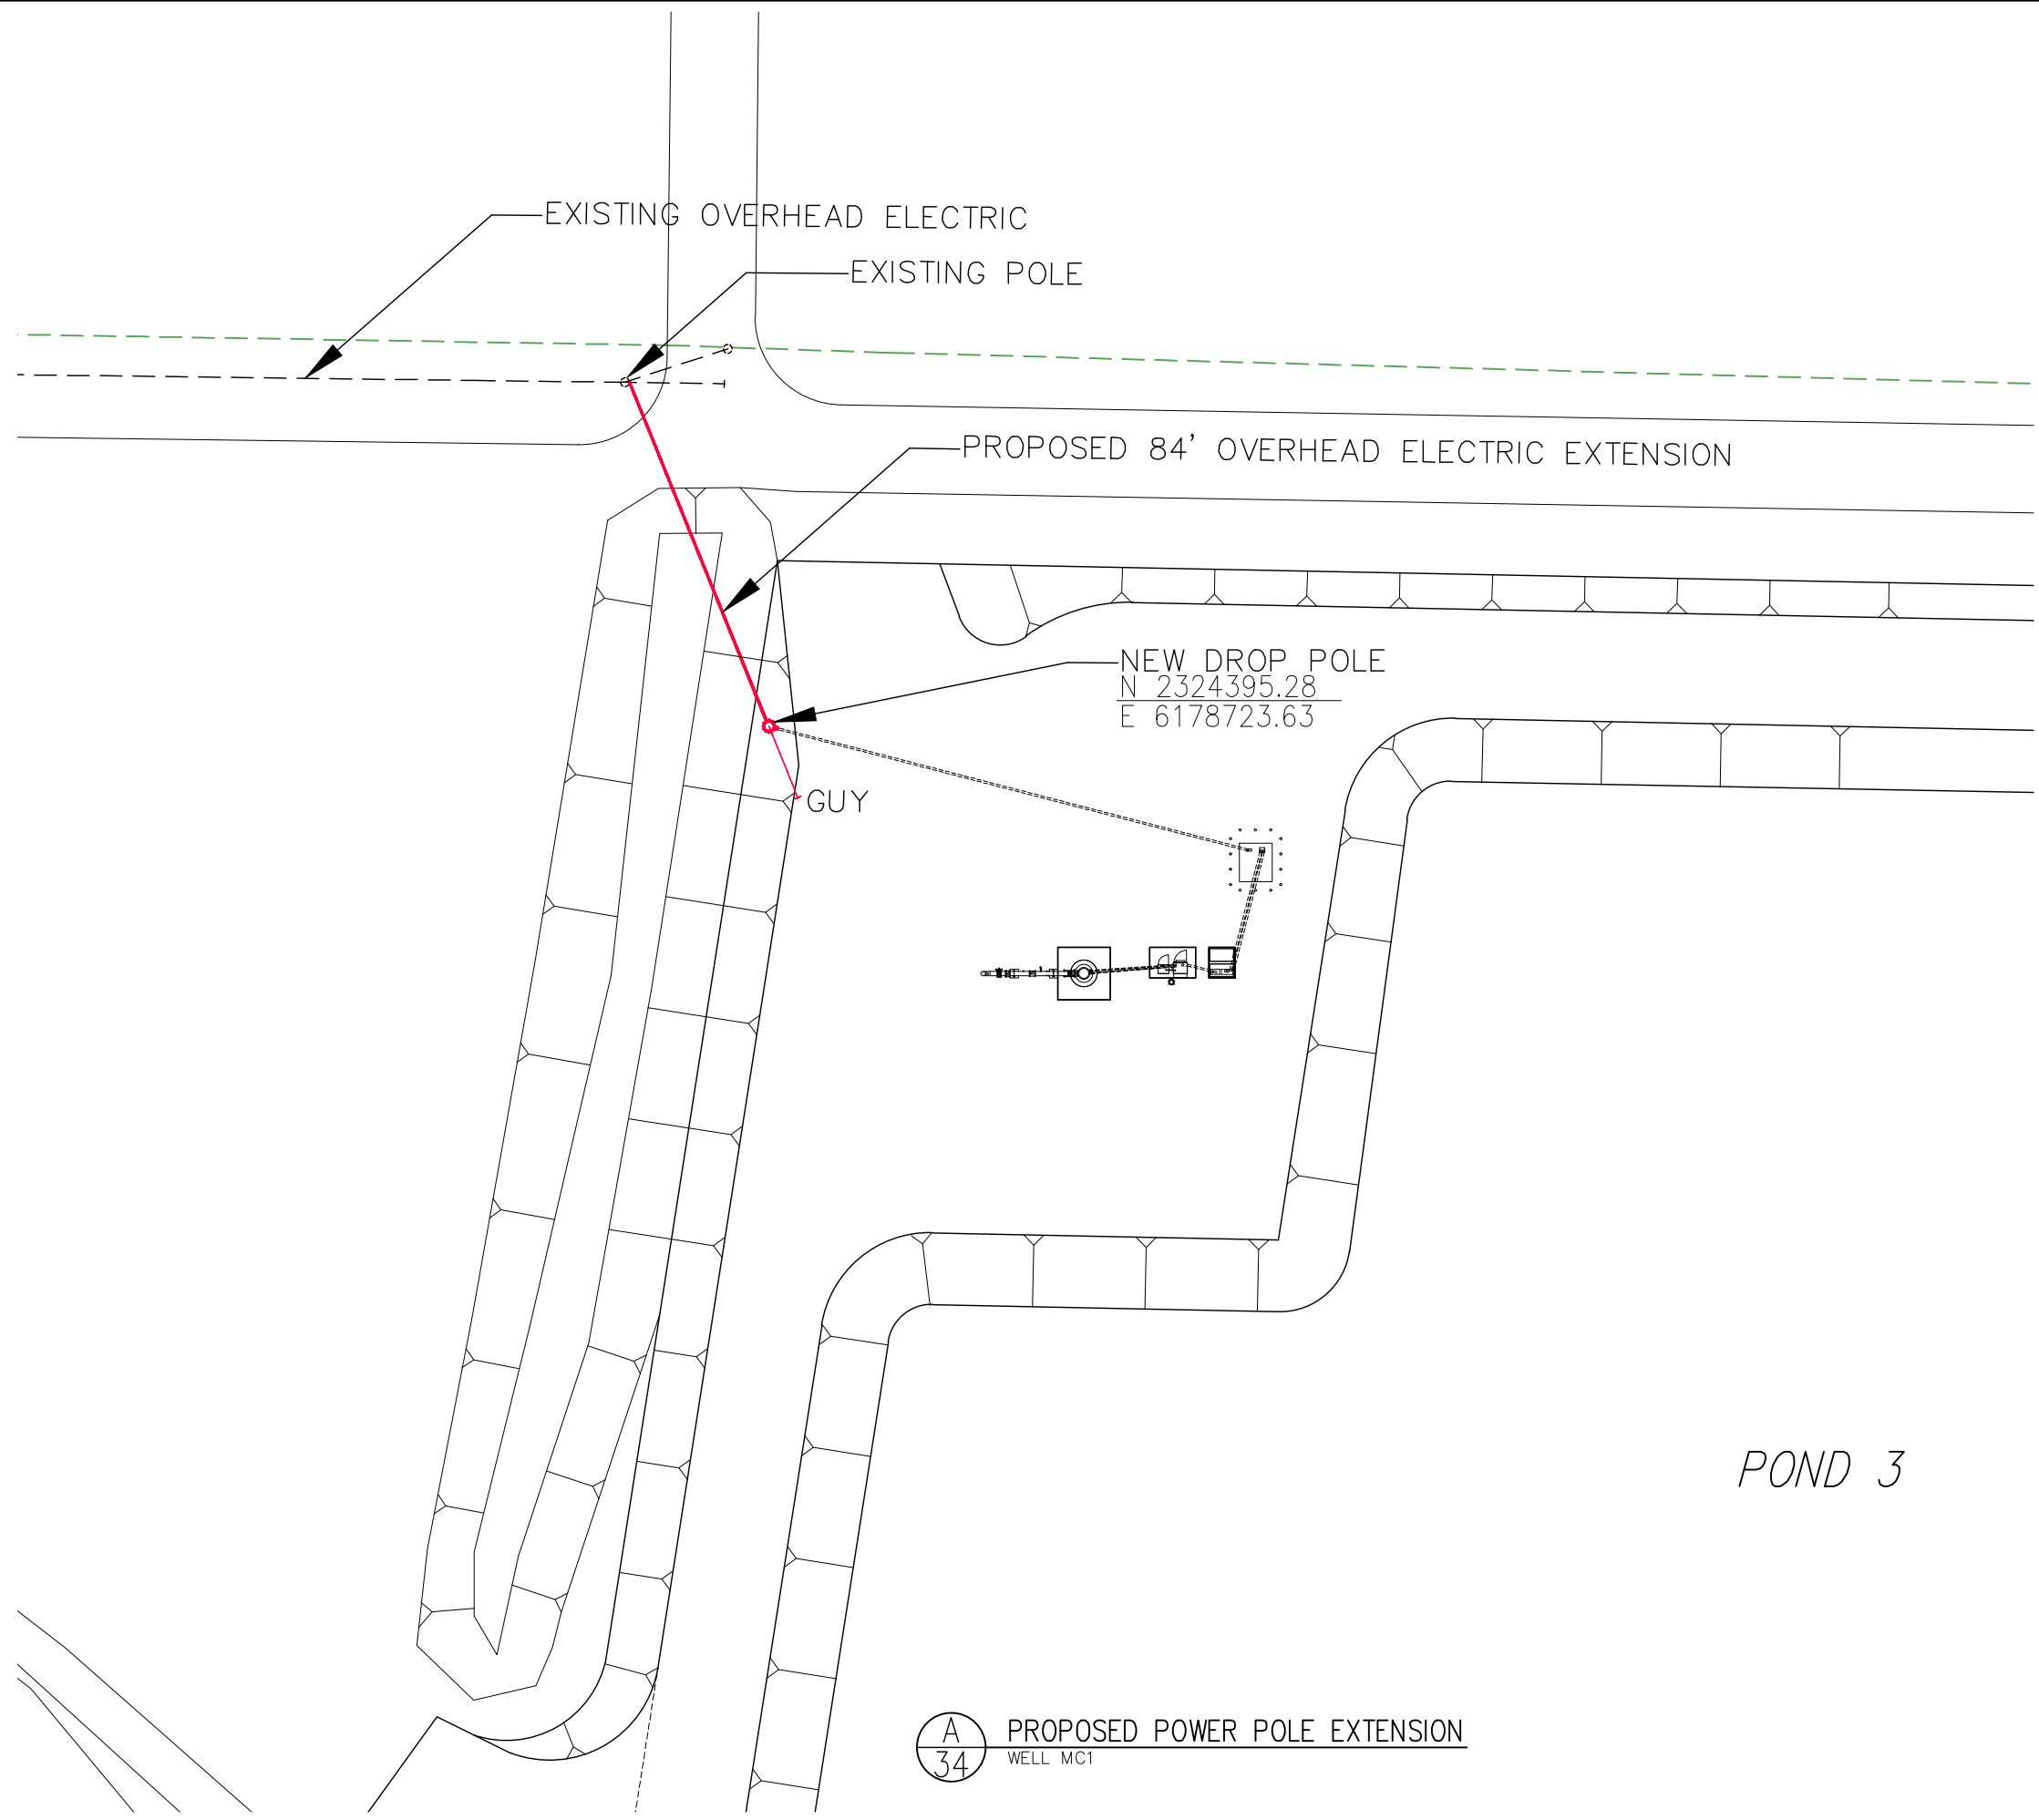 EXISTING OVERHEAD ELECTRIC
EXISTING POLE
PROPOSED 84' OVERHEAD ELECTRIC EXTENSION
NEW DROP POLE
N 2324395.28
E 6178723.63
GUY
POND 3
A
34
PROPOSED POWER POLE EXTENSION
WELL MC1